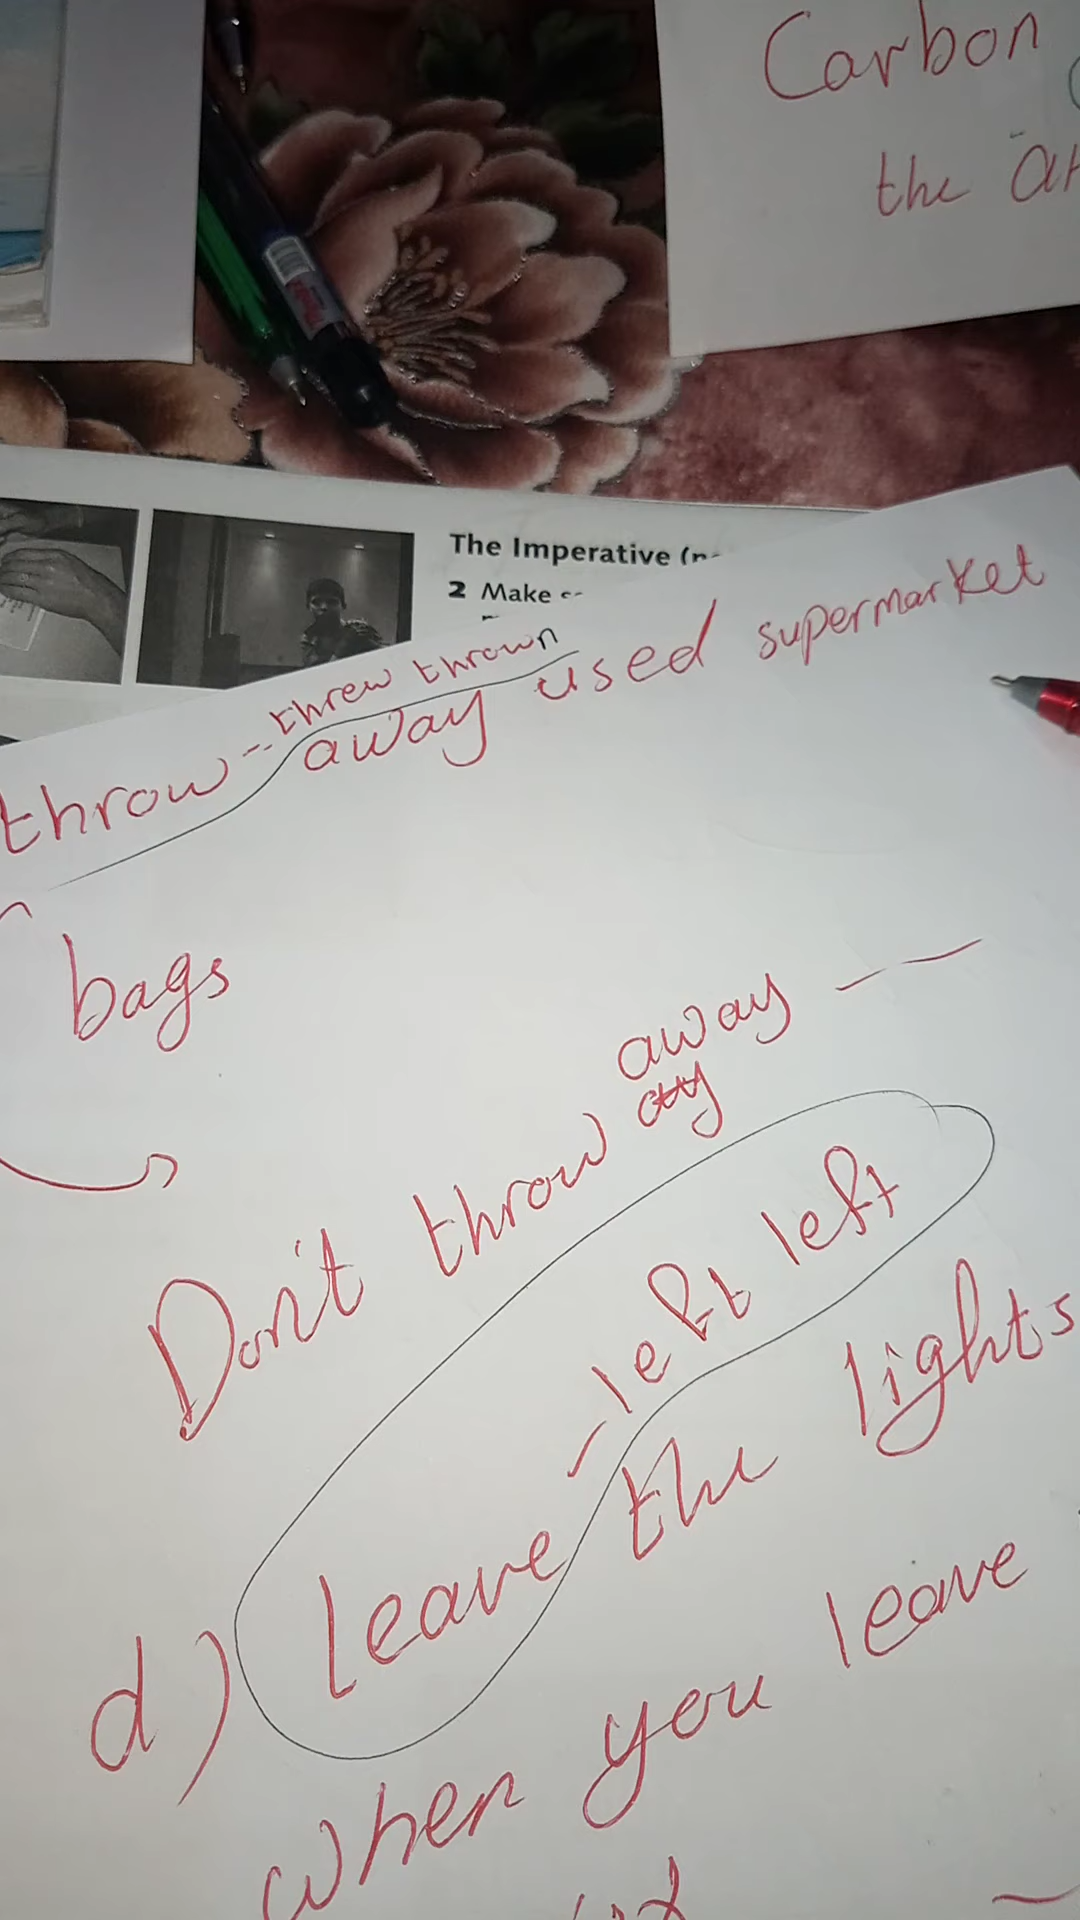 Carbon
the
The Imperative
2 Make
threw thrown
throw -- away used supermarket
bags
away — —
Don't throw
left left
d) Leave – the lights
when you leave